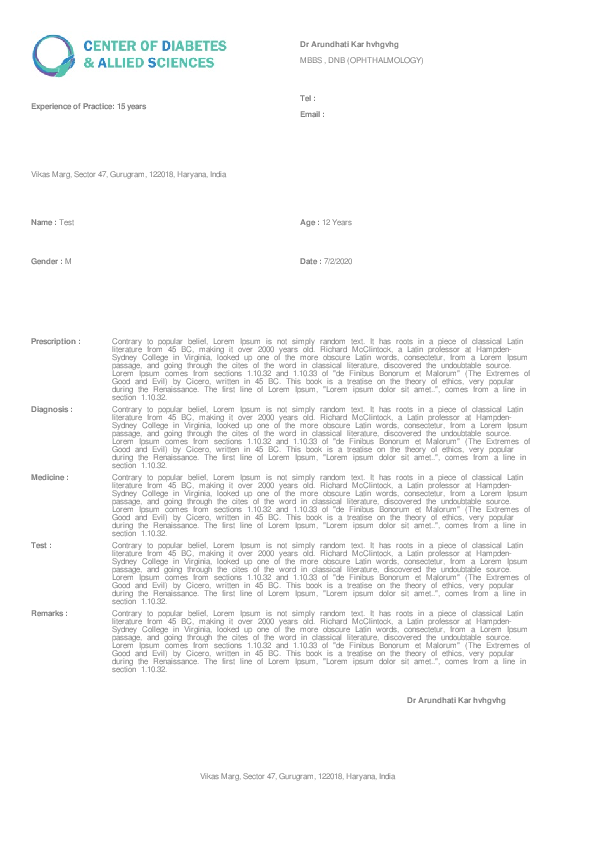 CENTER OF DIABETES
& ALLIED SCIENCES
Dr Arundhati Kar hvhgvhg
MBBS , DNB (OPHTHALMOLOGY)
Tel :
Experience of Practice: 15 years
Email :
Vikas Marg, Sector 47, Gurugram, 122018, Haryana, India
Name : Test
Age : 12 Years
Gender : M
Date : 7/2/2020
Prescription : Contrary to popular belief, Lorem Ipsum is not simply random text. It has roots in a piece of classical Latin
literature from 45 BC, making it over 2000 years old. Richard McClintock, a Latin professor at Hampden-
Sydney College in Virginia, looked up one of the more obscure Latin words, consectetur, from a Lorem Ipsum
passage, and going through the cites of the word in classical literature, discovered the undoubtable source.
Lorem Ipsum comes from sections 1.10.32 and 1.10.33 of "de Finibus Bonorum et Malorum" (The Extremes of
Good and Evil) by Cicero, written in 45 BC. This book is a treatise on the theory of ethics, very popular
during the Renaissance. The first line of Lorem Ipsum, "Lorem ipsum dolor sit amet..", comes from a line in
section 1.10.32.
Diagnosis : Contrary to popular belief, Lorem Ipsum is not simply random text. It has roots in a piece of classical Latin
literature from 45 BC, making it over 2000 years old. Richard McClintock, a Latin professor at Hampden-
Sydney College in Virginia, looked up one of the more obscure Latin words, consectetur, from a Lorem Ipsum
passage, and going through the cites of the word in classical literature, discovered the undoubtable source.
Lorem Ipsum comes from sections 1.10.32 and 1.10.33 of "de Finibus Bonorum et Malorum" (The Extremes of
Good and Evil) by Cicero, written in 45 BC. This book is a treatise on the theory of ethics, very popular
during the Renaissance. The first line of Lorem Ipsum, "Lorem ipsum dolor sit amet..", comes from a line in
section 1.10.32.
Medicine : Contrary to popular belief, Lorem Ipsum is not simply random text. It has roots in a piece of classical Latin
literature from 45 BC, making it over 2000 years old. Richard McClintock, a Latin professor at Hampden-
Sydney College in Virginia, looked up one of the more obscure Latin words, consectetur, from a Lorem Ipsum
passage, and going through the cites of the word in classical literature, discovered the undoubtable source.
Lorem Ipsum comes from sections 1.10.32 and 1.10.33 of "de Finibus Bonorum et Malorum" (The Extremes of
Good and Evil) by Cicero, written in 45 BC. This book is a treatise on the theory of ethics, very popular
during the Renaissance. The first line of Lorem Ipsum, "Lorem ipsum dolor sit amet..", comes from a line in
section 1.10.32.
Test : Contrary to popular belief, Lorem Ipsum is not simply random text. It has roots in a piece of classical Latin
literature from 45 BC, making it over 2000 years old. Richard McClintock, a Latin professor at Hampden-
Sydney College in Virginia, looked up one of the more obscure Latin words, consectetur, from a Lorem Ipsum
passage, and going through the cites of the word in classical literature, discovered the undoubtable source.
Lorem Ipsum comes from sections 1.10.32 and 1.10.33 of "de Finibus Bonorum et Malorum" (The Extremes of
Good and Evil) by Cicero, written in 45 BC. This book is a treatise on the theory of ethics, very popular
during the Renaissance. The first line of Lorem Ipsum, "Lorem ipsum dolor sit amet..", comes from a line in
section 1.10.32.
Remarks : Contrary to popular belief, Lorem Ipsum is not simply random text. It has roots in a piece of classical Latin
literature from 45 BC, making it over 2000 years old. Richard McClintock, a Latin professor at Hampden-
Sydney College in Virginia, looked up one of the more obscure Latin words, consectetur, from a Lorem Ipsum
passage, and going through the cites of the word in classical literature, discovered the undoubtable source.
Lorem Ipsum comes from sections 1.10.32 and 1.10.33 of "de Finibus Bonorum et Malorum" (The Extremes of
Good and Evil) by Cicero, written in 45 BC. This book is a treatise on the theory of ethics, very popular
during the Renaissance. The first line of Lorem Ipsum, "Lorem ipsum dolor sit amet..", comes from a line in
section 1.10.32.
Dr Arundhati Kar hvhgvhg
Vikas Marg, Sector 47, Gurugram, 122018, Haryana, India